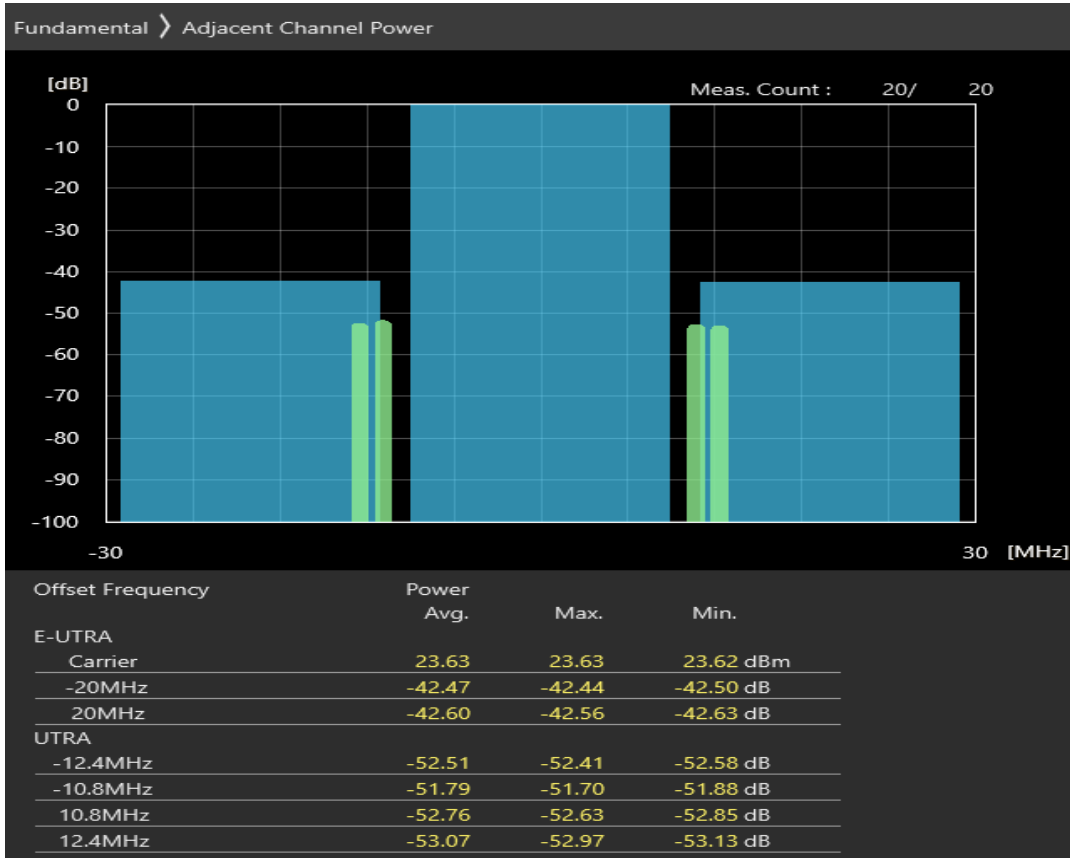 Fundamental ❯ Adjacent Channel Power
[dB]
Meas. Count : 20/ 20
0
-10
-20
-30
-40
-50
-60
-70
-80
-90
-100
-30 30 [MHz]
Offset Frequency Power
Avg. Max. Min.
E-UTRA
Carrier 23.63 23.63 23.62 dBm
-20MHz -42.47 -42.44 -42.50 dB
20MHz -42.60 -42.56 -42.63 dB
UTRA
-12.4MHz -52.51 -52.41 -52.58 dB
-10.8MHz -51.79 -51.70 -51.88 dB
10.8MHz -52.76 -52.63 -52.85 dB
12.4MHz -53.07 -52.97 -53.13 dB